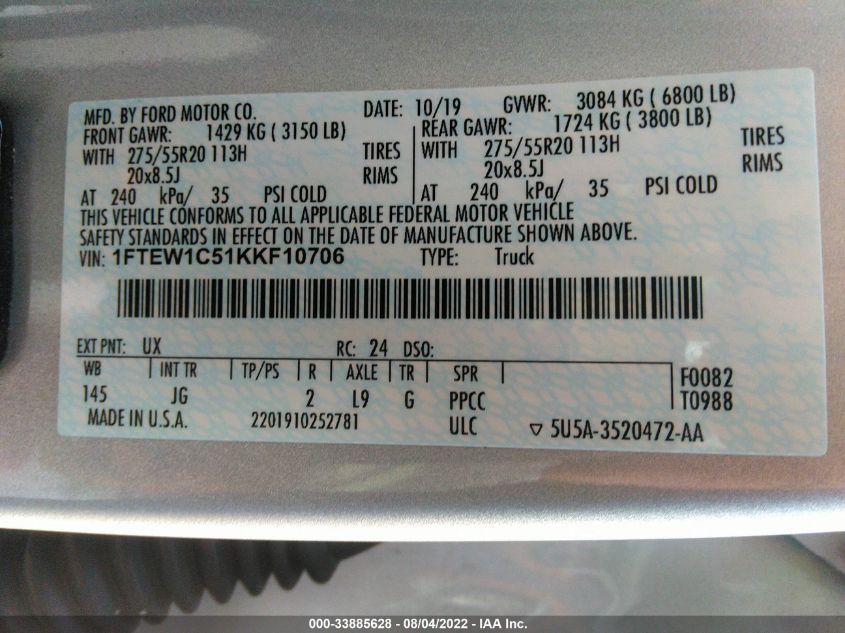 MFD. BY FORD MOTOR CO. DATE: 10/19 GVWR: 3084 KG ( 6800 LB)
FRONT GAWR: 1429 KG ( 3150 LB) REAR GAWR: 1724 KG ( 3800 LB)
WITH 275/55R20 113H TIRES WITH 275/55R20 113H TIRES
20x8.5J RIMS 20x8.5J RIMS
AT 240 kPa/ 35 PSI COLD AT 240 kPa/ 35 PSI COLD
THIS VEHICLE CONFORMS TO ALL APPLICABLE FEDERAL MOTOR VEHICLE
SAFETY STANDARDS IN EFFECT ON THE DATE OF MANUFACTURE SHOWN ABOVE.
VIN: 1FTEW1C51KKF10706 TYPE: Truck
EXT PNT: UX RC: 24 DSO:
WB INT TR TP/PS R AXLE TR SPR F0082
145 JG 2 L9 G PPCC T0988
MADE IN U.S.A. 2201910252781 ULC ▽ 5U5A-3520472-AA
000-33885628 - 08/04/2022 - IAA Inc.